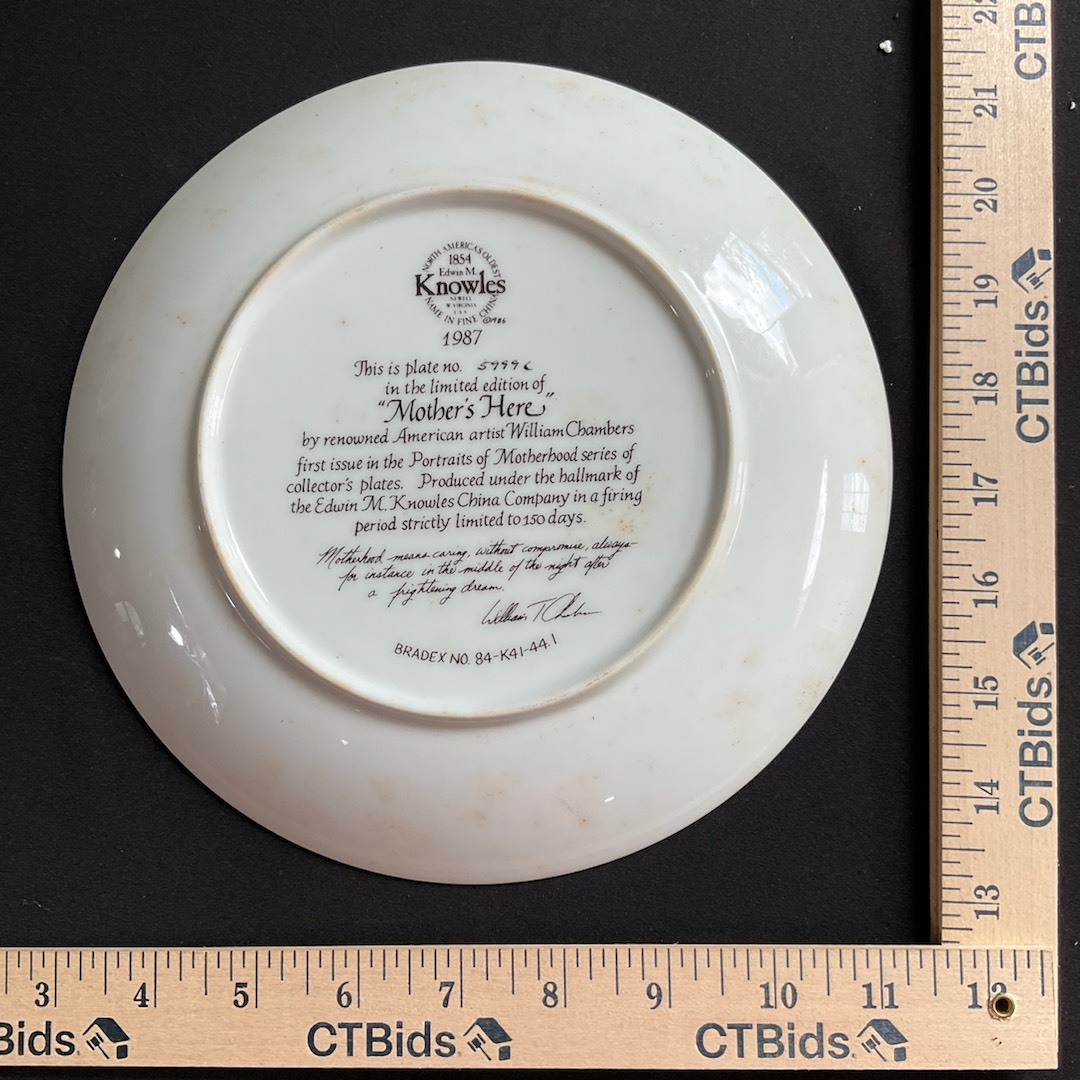 NORTH AMERICA'S OLDEST
1854
Edwin M.
Knowles
NEWELL
W. VIRGINIA
U.S.A.
NAME IN FINE CHINA
©1986
1987
This is plate no. 5999C
in the limited edition of
"Mother's Here"
by renowned American artist William Chambers
first issue in the Portraits of Motherhood series of
collector's plates. Produced under the hallmark of
the Edwin M. Knowles China Company in a firing
period strictly limited to 150 days.
Motherhood means caring, without compromise, always—
for instance in the middle of the night after
a frightening dream.
William T Chambers
BRADEX NO. 84-K41-44.1
22
21
20
19
18
17
16
15
14
13
CTB
CTBids
CTBids
3 4 5 6 7 8 9 10 11 12
Bids CTBids CTBids